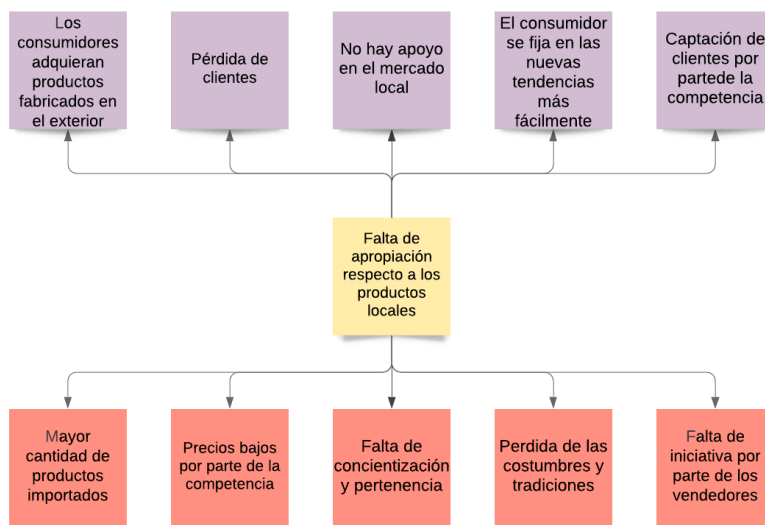 Los
consumidores
adquieran
productos
fabricados en
el exterior
Pérdida de
clientes
No hay apoyo
en el mercado
local
El consumidor
se fija en las
nuevas
tendencias
más
fácilmente
Captación de
clientes por
partede la
competencia
Falta de
apropiación
respecto a los
productos
locales
Mayor
cantidad de
productos
importados
Precios bajos
por parte de la
competencia
Falta de
concientización
y pertenencia
Perdida de las
costumbres y
tradiciones
Falta de
iniciativa por
parte de los
vendedores